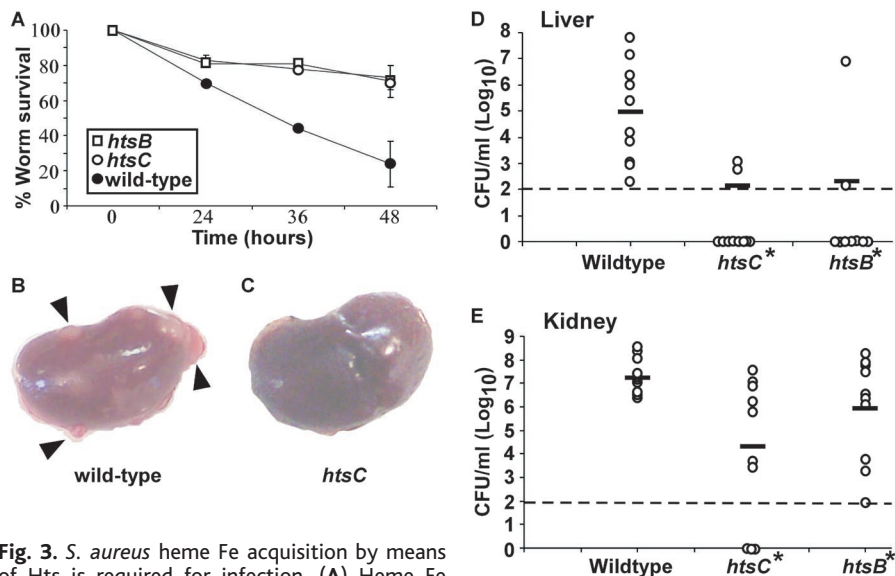 A
% Worm survival
100
80
60
40
20
0
htsB
htsC
wild-type
0 24 36 48
Time (hours)
B
C
wild-type
htsC
Fig. 3. S. aureus heme Fe acquisition by means
of Hts is required for infection. (A) Heme Fe
D Liver
CFU/ml (Log10)
8
7
6
5
4
3
2
1
0
Wildtype htsC* htsB*
E Kidney
CFU/ml (Log10)
9
8
7
6
5
4
3
2
1
0
Wildtype htsC* htsB*